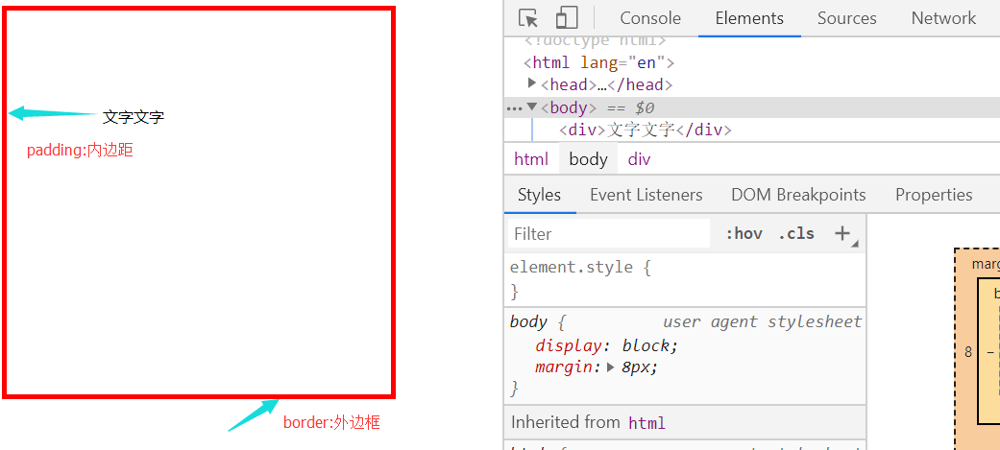 文字文字
padding:内边距
border:外边框
Console Elements Sources Network
<!doctype html>
<html lang="en">
<head>…</head>
<body> == $0
<div>文字文字</div>
html body div
Styles Event Listeners DOM Breakpoints Properties
Filter :hov .cls +
element.style {
}
body { user agent stylesheet
display: block;
margin: 8px;
}
Inherited from html
8 –